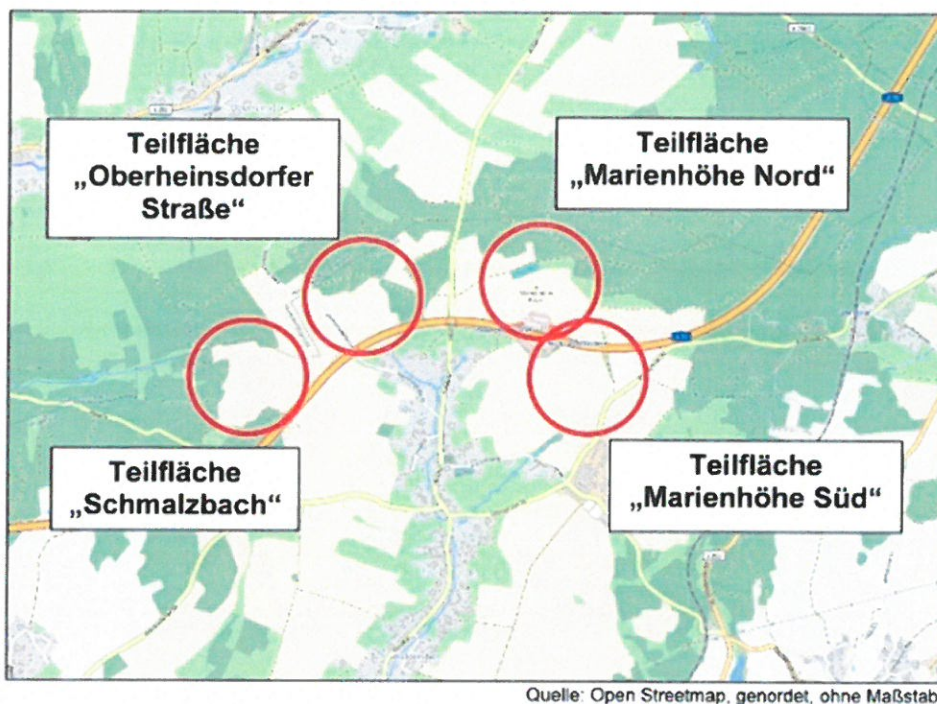 Teilfläche
„Oberheinsdorfer
Straße“
Teilfläche
„Marienhöhe Nord“
Teilfläche
„Schmalzbach“
Teilfläche
„Marienhöhe Süd“
Quelle: Open Streetmap, genordet, ohne Maßstab